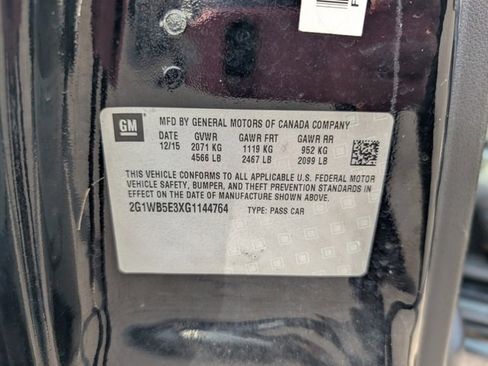 GM
MFD BY GENERAL MOTORS OF CANADA COMPANY
DATE GVWR GAWR FRT GAWR RR
12/15 2071 KG 1119 KG 952 KG
4566 LB 2467 LB 2099 LB
THIS VEHICLE CONFORMS TO ALL APPLICABLE U.S. FEDERAL MOTOR
VEHICLE SAFETY, BUMPER, AND THEFT PREVENTION STANDARDS IN
EFFECT ON THE DATE OF MANUFACTURE SHOWN ABOVE.
2G1WB5E3XG1144764 TYPE: PASS CAR